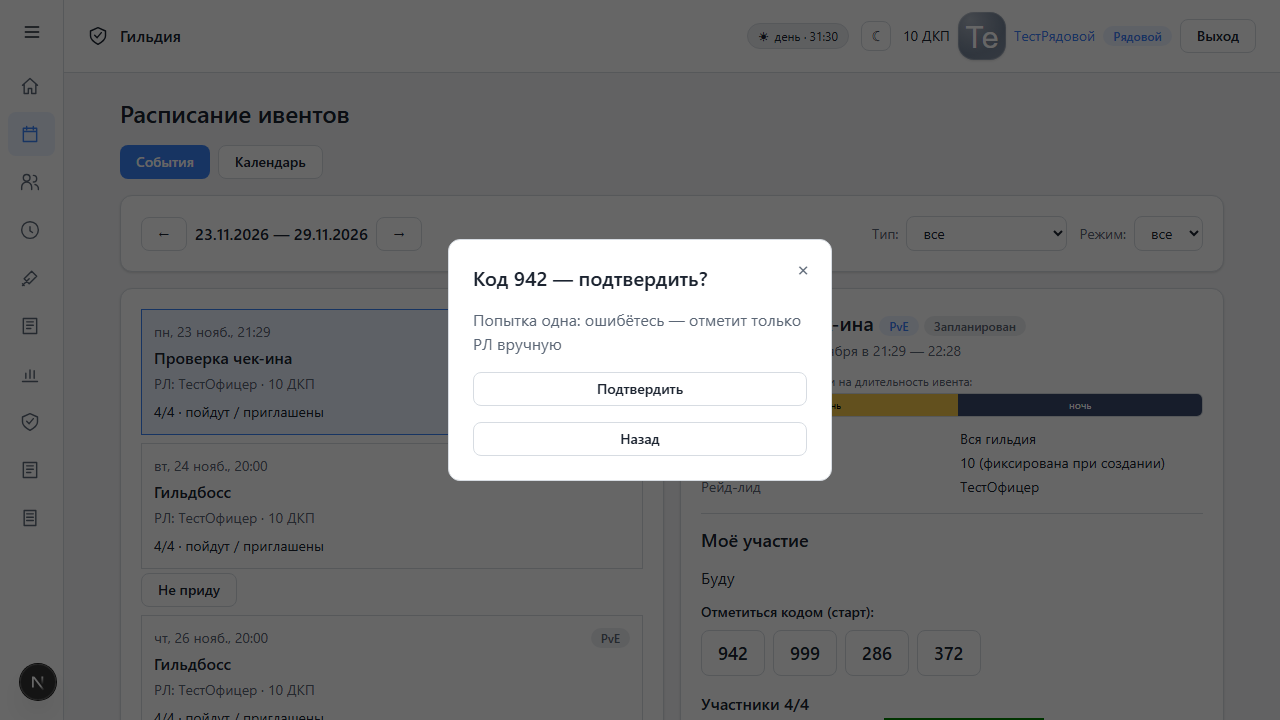 Гильдия
☀ день · 31:30
☾
10 ДКП
Te
ТестРядовой
Рядовой
Выход
Расписание ивентов
События
Календарь
←
23.11.2026 — 29.11.2026
→
Тип:
все
Режим:
все
пн, 23 нояб., 21:29
Проверка чек-ина
РЛ: ТестОфицер · 10 ДКП
4/4 · пойдут / приглашены
вт, 24 нояб., 20:00
Гильдбосс
РЛ: ТестОфицер · 10 ДКП
4/4 · пойдут / приглашены
Не приду
чт, 26 нояб., 20:00
PvE
Гильдбосс
РЛ: ТестОфицер · 10 ДКП
4/4 · пойдут / приглашены
Код 942 — подтвердить?
×
Попытка одна: ошибётесь — отметит только
РЛ вручную
Подтвердить
Назад
-ина
PvE
Запланирован
бря в 21:29 — 22:28
и на длительность ивента:
нь
ночь
Вся гильдия
10 (фиксирована при создании)
Рейд-лид
ТестОфицер
Моё участие
Буду
Отметиться кодом (старт):
942
999
286
372
Участники 4/4
N